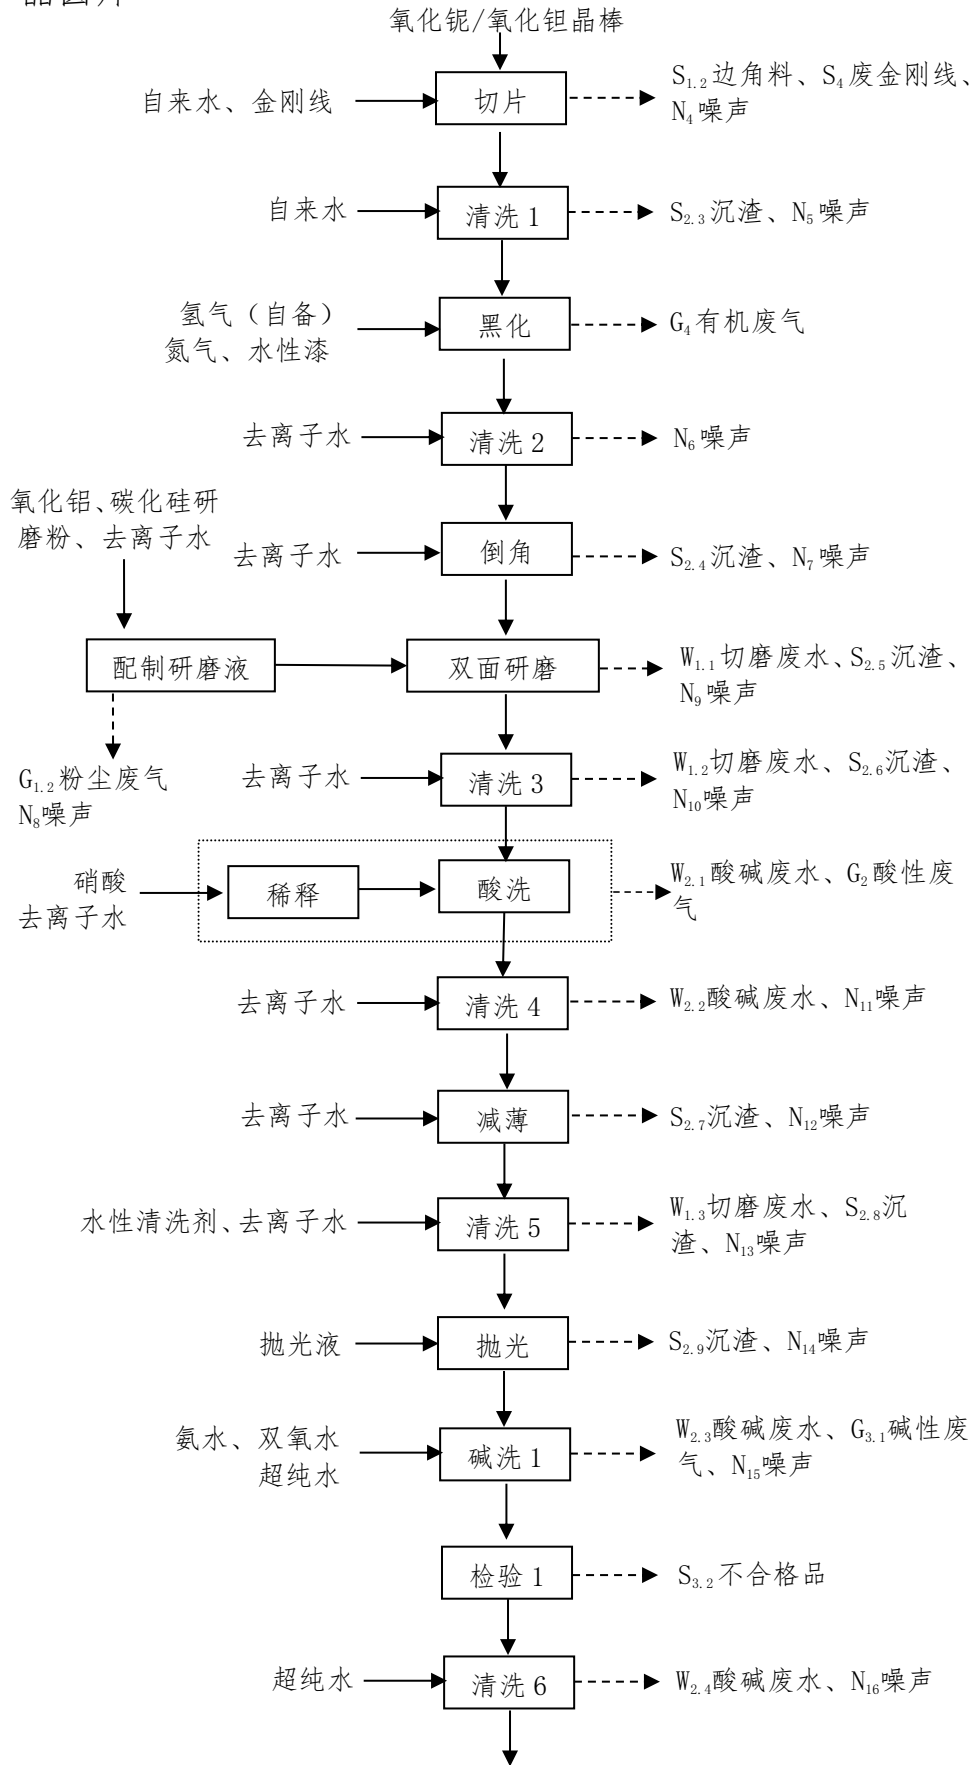 氧化铌/氧化钽晶棒
自来水、金刚线
切片
S1.2边角料、S4废金刚线、
N4噪声
自来水
清洗1
S2.3沉渣、N5噪声
氢气（自备）
氮气、水性漆
黑化
G4有机废气
去离子水
清洗2
N6噪声
氧化铝、碳化硅研
磨粉、去离子水
去离子水
倒角
S2.4沉渣、N7噪声
配制研磨液
双面研磨
W1.1切磨废水、S2.5沉渣、
N9噪声
G1.2粉尘废气
N8噪声
去离子水
清洗3
W1.2切磨废水、S2.6沉渣、
N10噪声
硝酸
去离子水
稀释
酸洗
W2.1酸碱废水、G2酸性废
气
去离子水
清洗4
W2.2酸碱废水、N11噪声
去离子水
减薄
S2.7沉渣、N12噪声
水性清洗剂、去离子水
清洗5
W1.3切磨废水、S2.8沉
渣、N13噪声
抛光液
抛光
S2.9沉渣、N14噪声
氨水、双氧水
超纯水
碱洗1
W2.3酸碱废水、G3.1碱性废
气、N15噪声
检验1
S3.2不合格品
超纯水
清洗6
W2.4酸碱废水、N16噪声